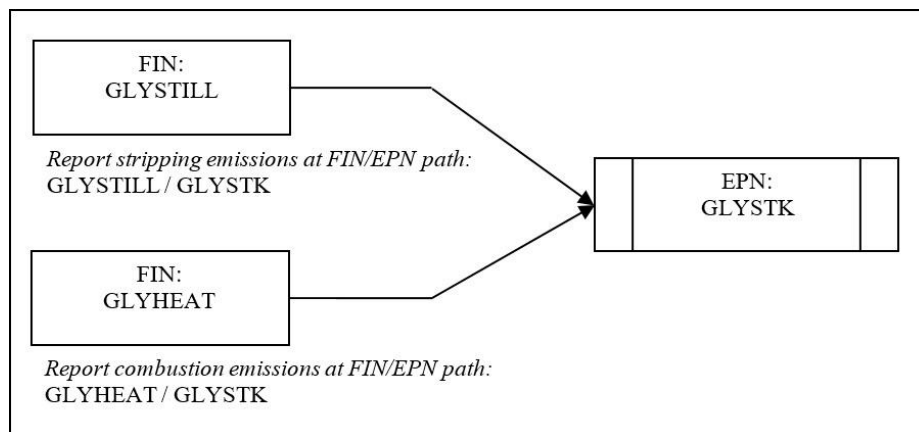 FIN:
GLYSTILL
Report stripping emissions at FIN/EPN path:
GLYSTILL / GLYSTK
EPN:
GLYSTK
FIN:
GLYHEAT
Report combustion emissions at FIN/EPN path:
GLYHEAT / GLYSTK